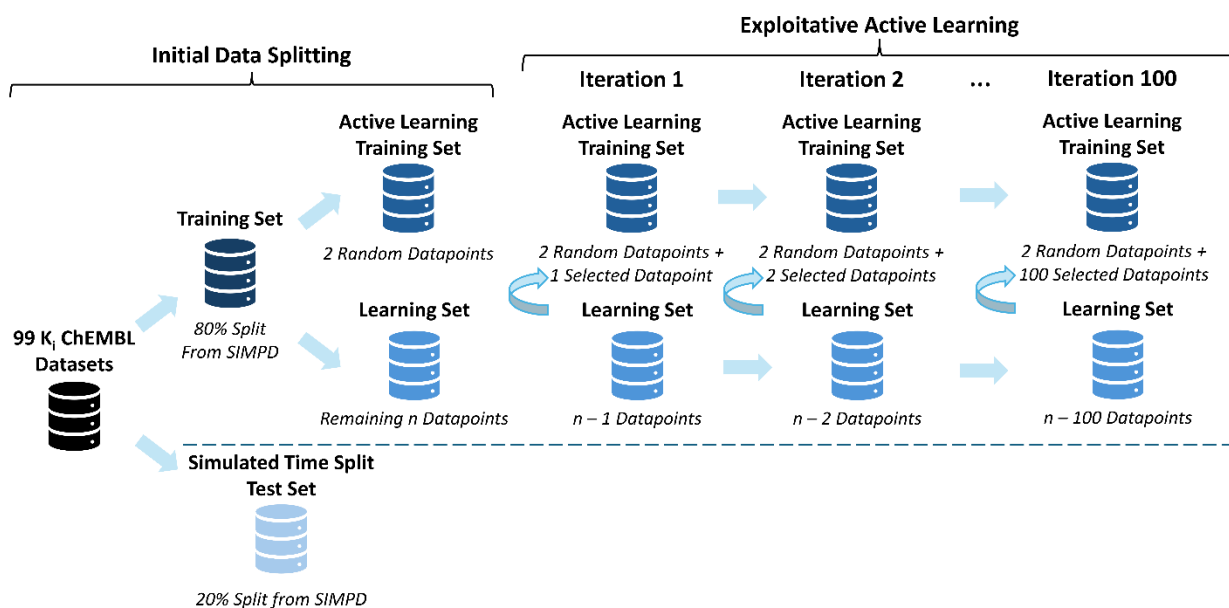 Initial Data Splitting
Exploitative Active Learning
Iteration 1
Iteration 2
...
Iteration 100
Active Learning
Training Set
2 Random Datapoints
Active Learning
Training Set
2 Random Datapoints +
1 Selected Datapoint
Active Learning
Training Set
2 Random Datapoints +
2 Selected Datapoints
Active Learning
Training Set
2 Random Datapoints +
100 Selected Datapoints
Training Set
80% Split
From SIMPD
99 Ki ChEMBL
Datasets
Learning Set
Remaining n Datapoints
Learning Set
n – 1 Datapoints
Learning Set
n – 2 Datapoints
Learning Set
n – 100 Datapoints
Simulated Time Split
Test Set
20% Split from SIMPD